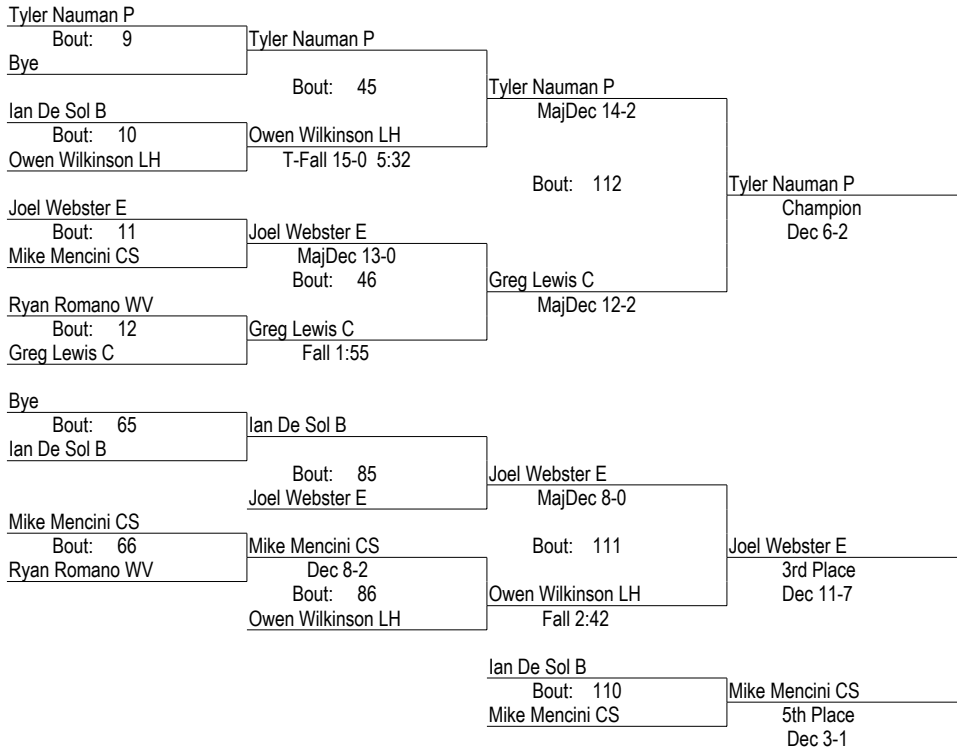 Tyler Nauman P
Bout: 9
Tyler Nauman P
Bye
Bout: 45
Tyler Nauman P
Ian De Sol B
MajDec 14-2
Bout: 10
Owen Wilkinson LH
Owen Wilkinson LH
T-Fall 15-0 5:32
Bout: 112
Tyler Nauman P
Joel Webster E
Champion
Bout: 11
Joel Webster E
Dec 6-2
Mike Mencini CS
MajDec 13-0
Bout: 46
Greg Lewis C
Ryan Romano WV
MajDec 12-2
Bout: 12
Greg Lewis C
Greg Lewis C
Fall 1:55
Bye
Bout: 65
Ian De Sol B
Ian De Sol B
Bout: 85
Joel Webster E
Joel Webster E
MajDec 8-0
Mike Mencini CS
Bout: 66
Mike Mencini CS
Bout: 111
Joel Webster E
Ryan Romano WV
Dec 8-2
3rd Place
Bout: 86
Owen Wilkinson LH
Dec 11-7
Owen Wilkinson LH
Fall 2:42
Ian De Sol B
Bout: 110
Mike Mencini CS
Mike Mencini CS
5th Place
Dec 3-1